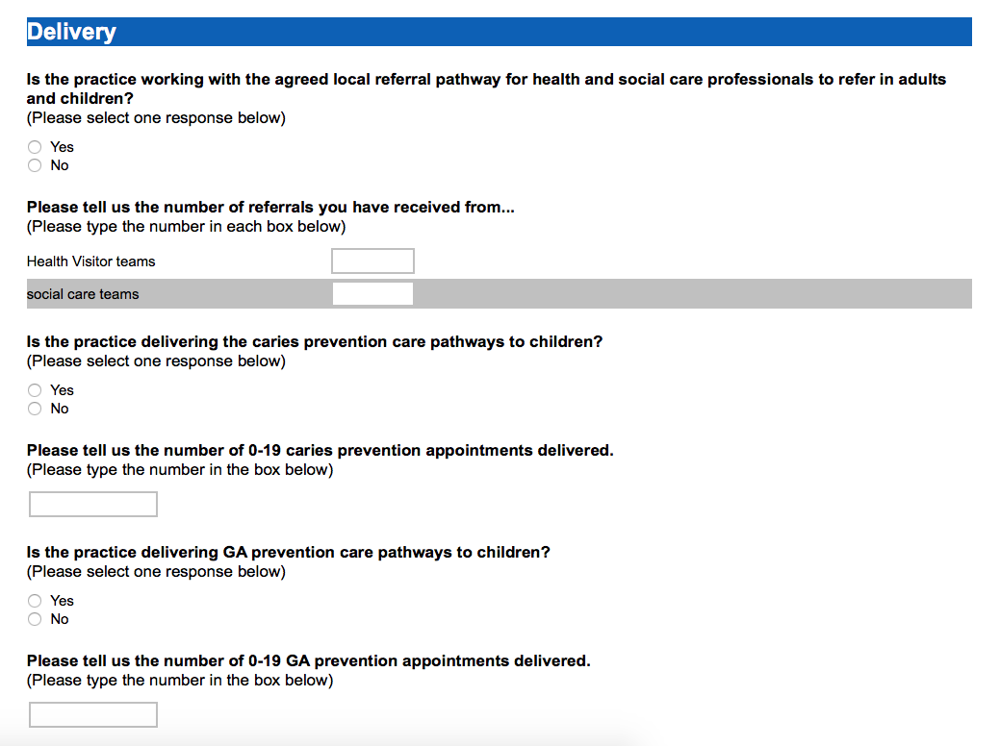 Delivery
Is the practice working with the agreed local referral pathway for health and social care professionals to refer in adults
and children?
(Please select one response below)
Yes
No
Please tell us the number of referrals you have received from...
(Please type the number in each box below)
Health Visitor teams
social care teams
Is the practice delivering the caries prevention care pathways to children?
(Please select one response below)
Yes
No
Please tell us the number of 0-19 caries prevention appointments delivered.
(Please type the number in the box below)
Is the practice delivering GA prevention care pathways to children?
(Please select one response below)
Yes
No
Please tell us the number of 0-19 GA prevention appointments delivered.
(Please type the number in the box below)